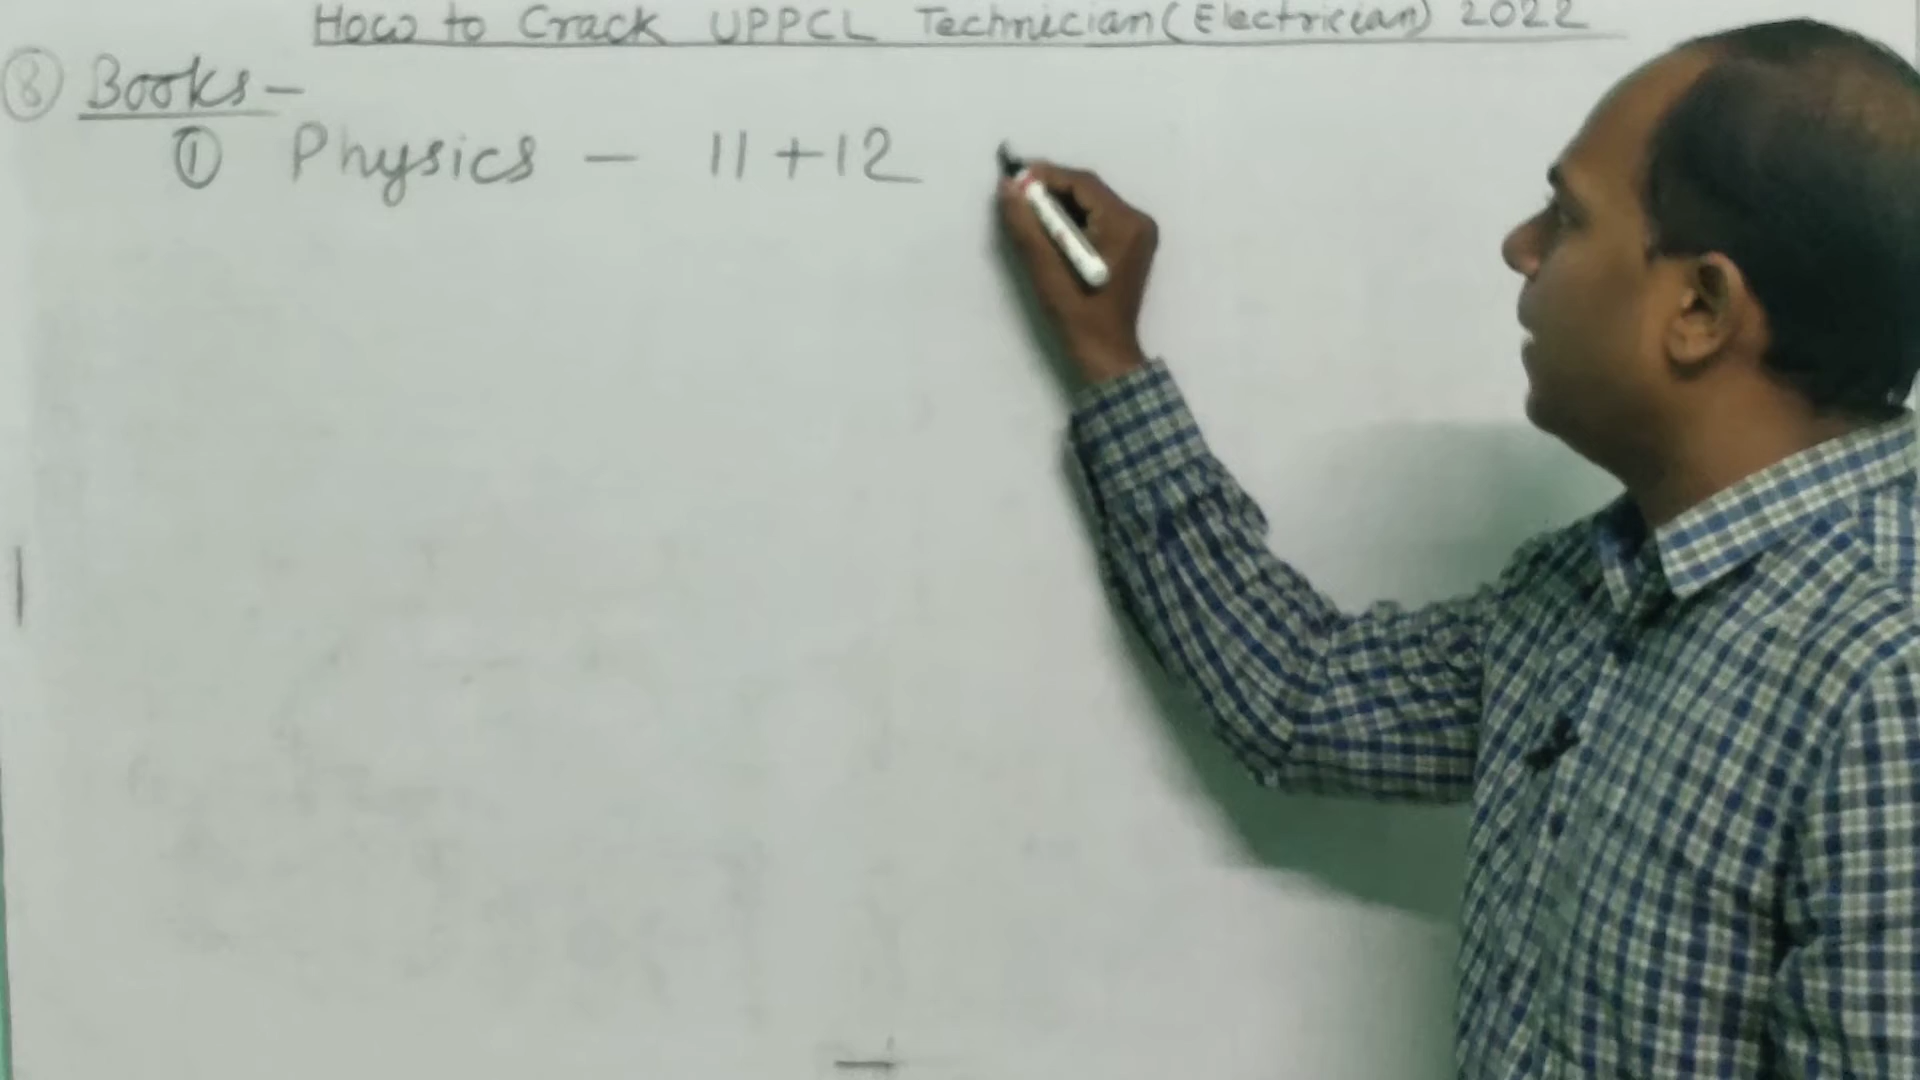 How to Crack UPPCL Technician (Electrician) 2022
⑧ Books -
① Physics - 11 + 12